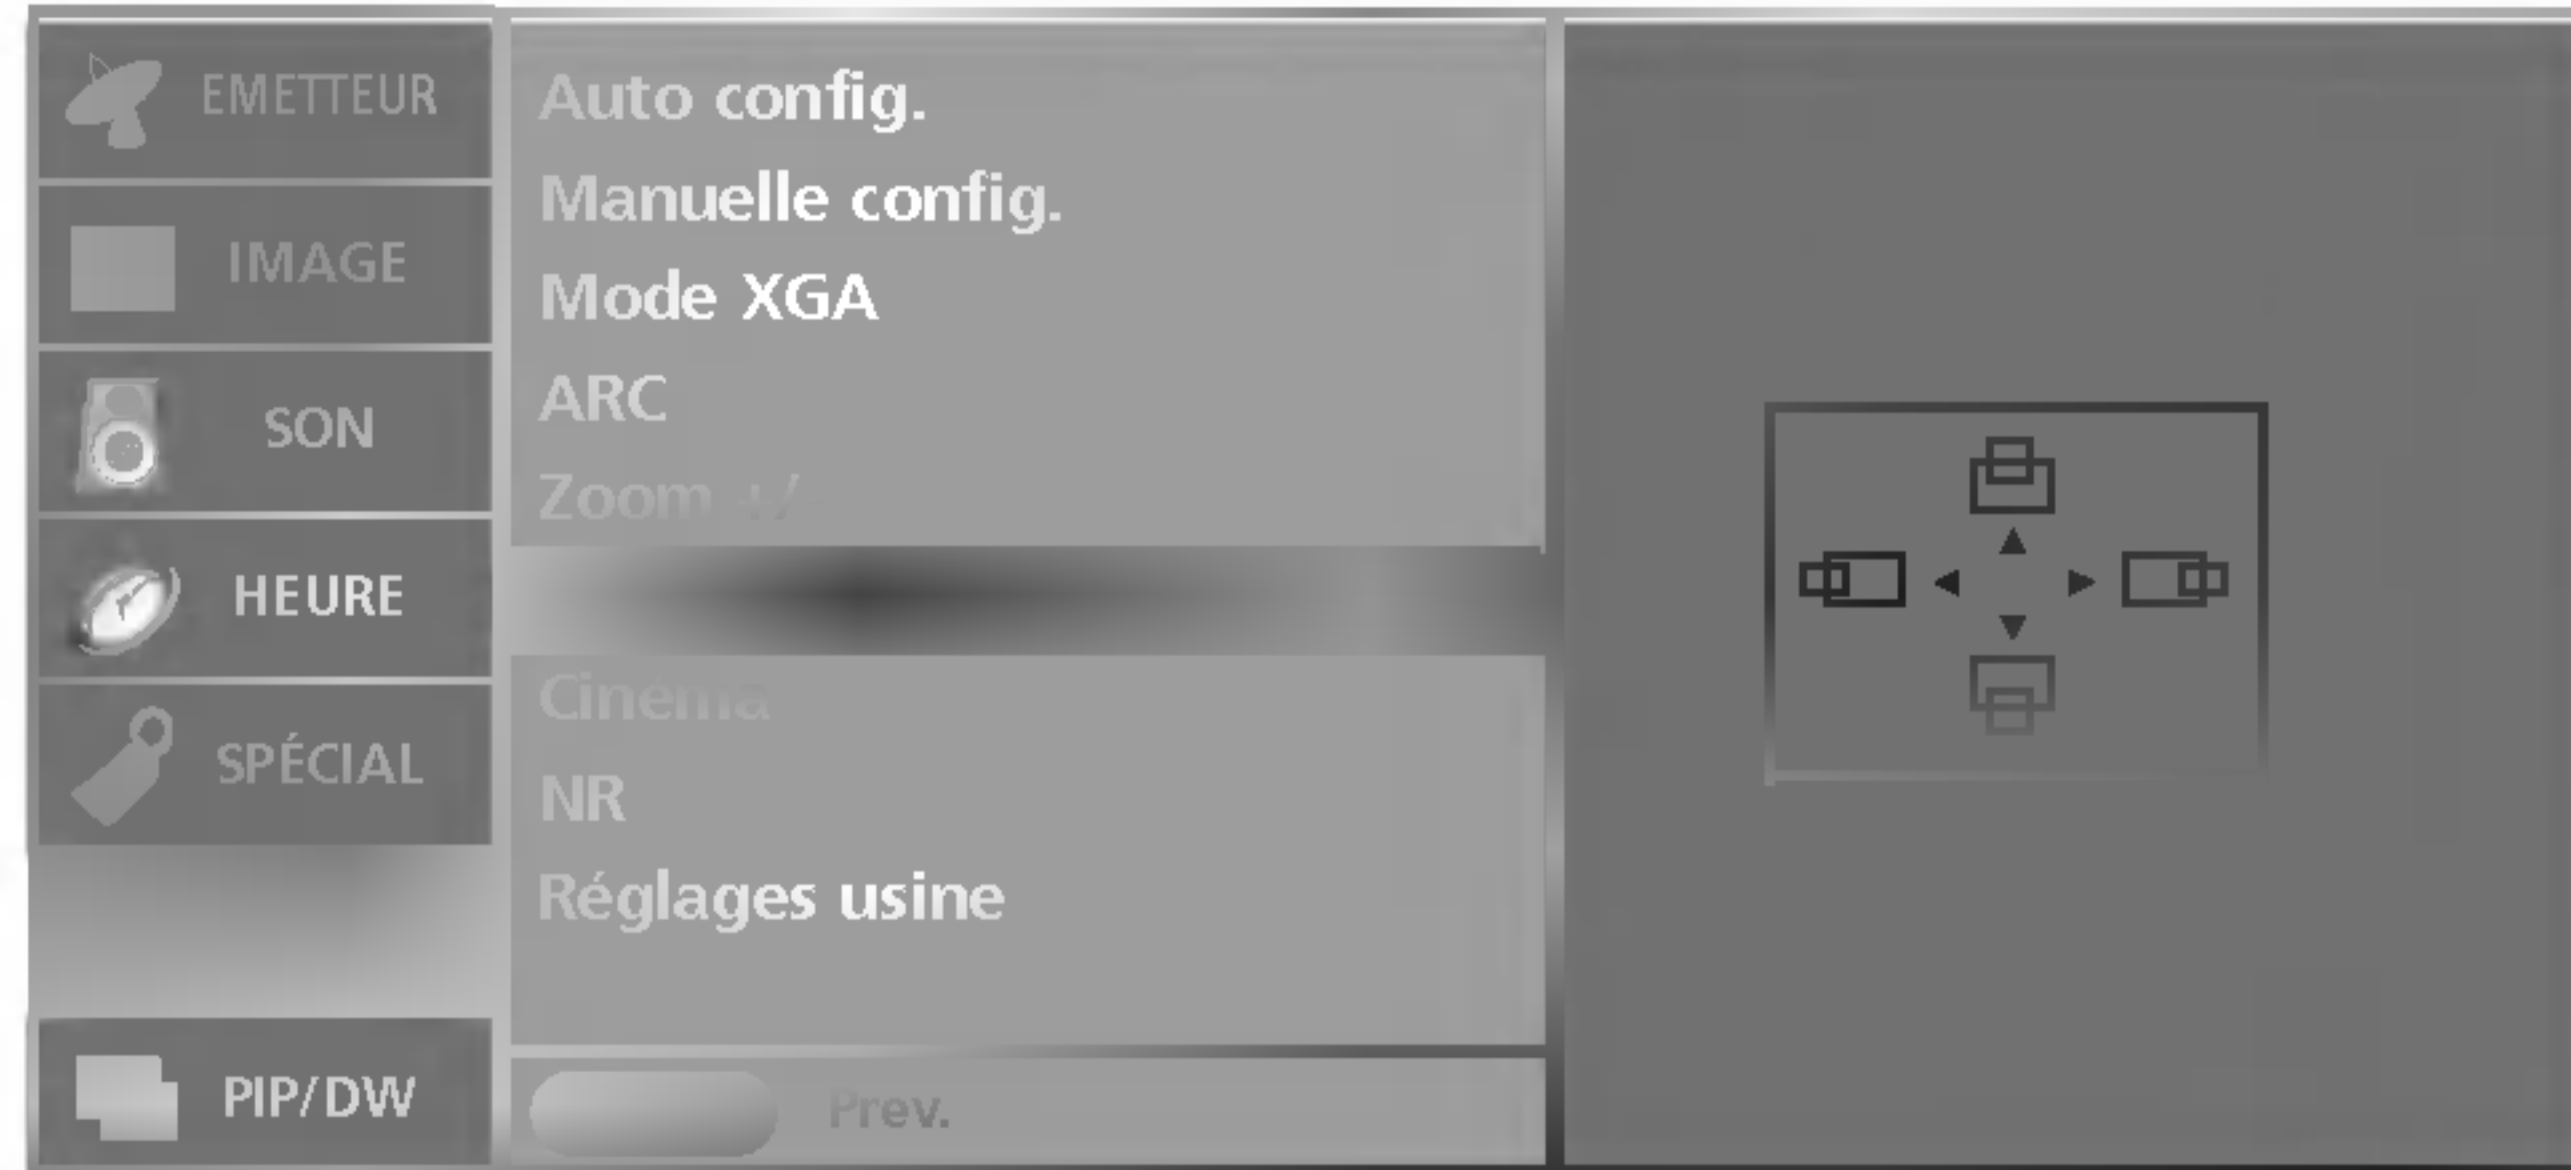 EMETTEUR
IMAGE
SON
HEURE
SPÉCIAL
PIP/DW
Auto config.
Manuelle config.
Mode XGA
ARC
Zoom +/
Cinéma
NR
Réglages usine
Prev.